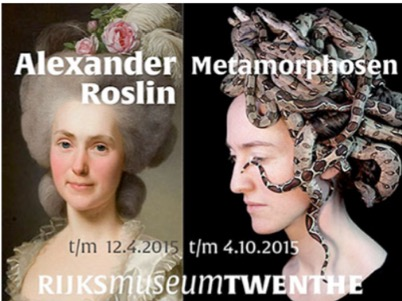 Alexander
Roslin
Metamorphosen
t/m 12.4.2015
t/m 4.10.2015
RIJKSmuseumTWENTHE